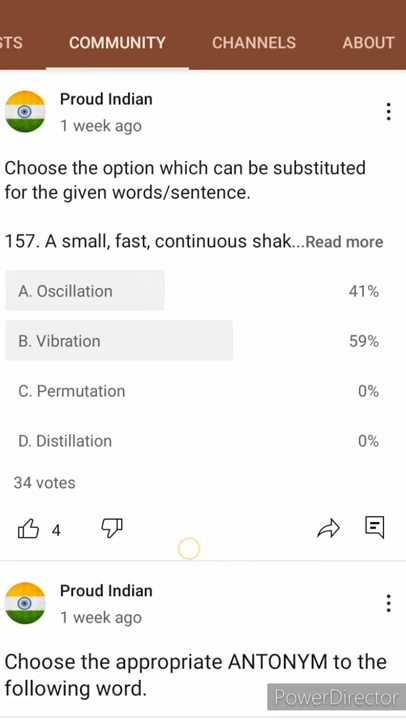 STS COMMUNITY CHANNELS ABOUT
Proud Indian
1 week ago
Choose the option which can be substituted
for the given words/sentence.
157. A small, fast, continuous shak...Read more
A. Oscillation 41%
B. Vibration 59%
C. Permutation 0%
D. Distillation 0%
34 votes
4
Proud Indian
1 week ago
Choose the appropriate ANTONYM to the
following word.
PowerDirector